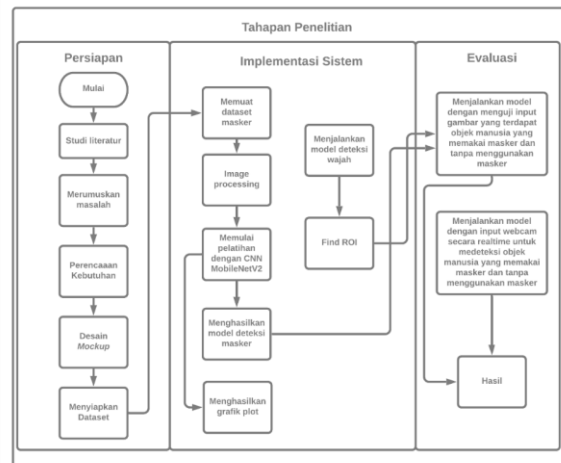 Tahapan Penelitian
Persiapan
Mulai
Studi literatur
Merumuskan
masalah
Perencaaan
Kebutuhan
Desain
Mockup
Menyiapkan
Dataset
Implementasi Sistem
Memuat
dataset
masker
Image
processing
Memulai
pelatihan
dengan CNN
MobileNetV2
Menghasilkan
model deteksi
masker
Menghasilkan
grafik plot
Menjalankan
model deteksi
wajah
Find ROI
Evaluasi
Menjalankan model
dengan menguji input
gambar yang terdapat
objek manusia yang
memakai masker dan
tanpa menggunakan
masker
Menjalankan model
dengan input webcam
secara realtime untuk
medeteksi objek
manusia yang memakai
masker dan tanpa
menggunakan masker
Hasil